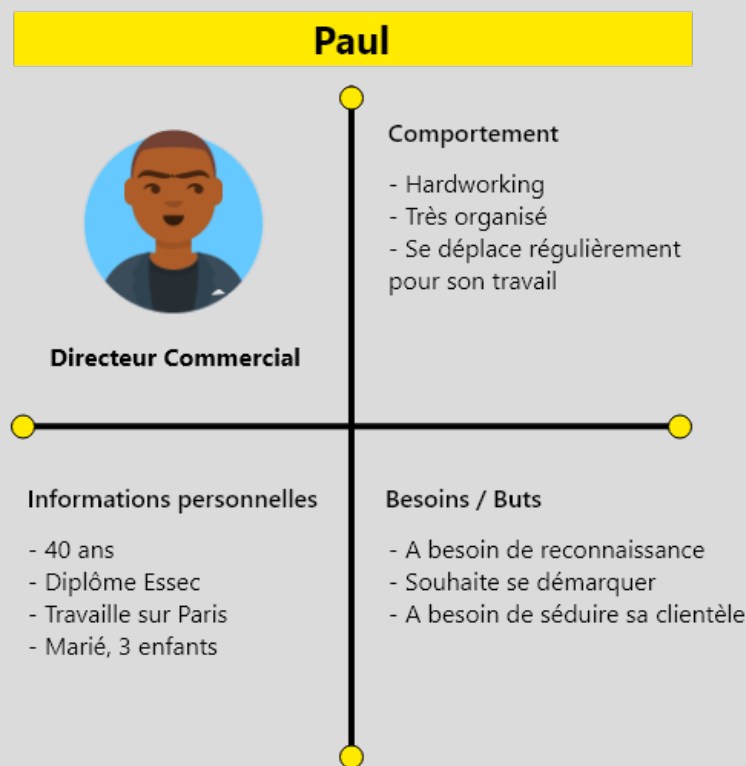 Paul
Directeur Commercial
Comportement
- Hardworking
- Très organisé
- Se déplace régulièrement
pour son travail
Informations personnelles
- 40 ans
- Diplôme Essec
- Travaille sur Paris
- Marié, 3 enfants
Besoins / Buts
- A besoin de reconnaissance
- Souhaite se démarquer
- A besoin de séduire sa clientèle